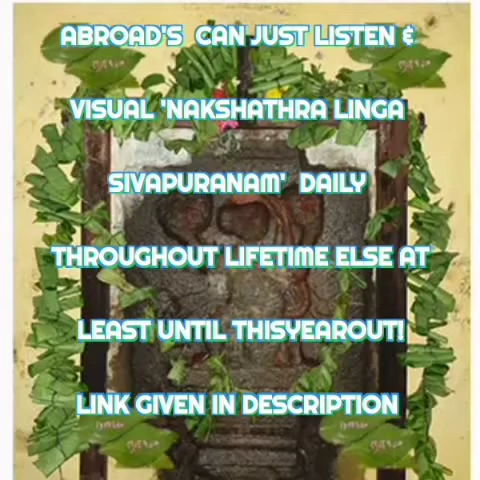 ABROAD'S CAN JUST LISTEN &
VISUAL 'NAKSHATHRA LINGA
SIVAPURANAM' DAILY
THROUGHOUT LIFETIME ELSE AT
LEAST UNTIL THISYEAROUT!
LINK GIVEN IN DESCRIPTION